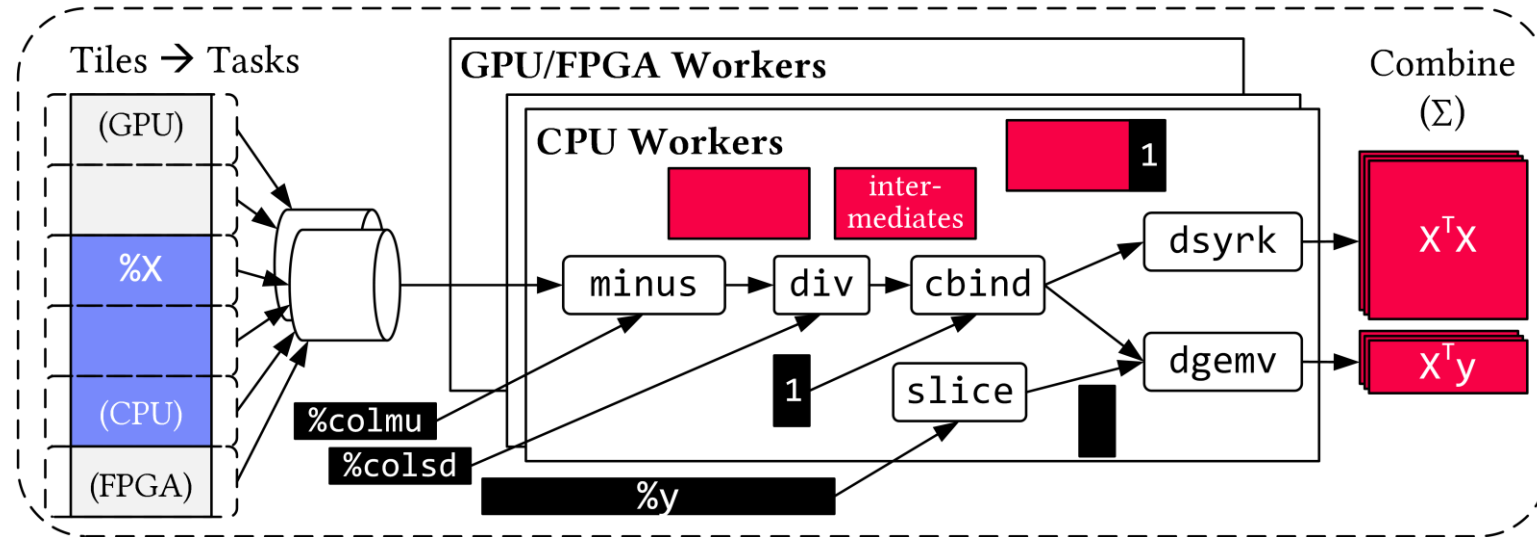 Tiles → Tasks
(GPU)
%X
(CPU)
(FPGA)
GPU/FPGA Workers
CPU Workers
inter-
mediates
1
minus
div
cbind
dsyrk
dgemv
slice
1
%colmu
%colsd
%y
Combine
(Σ)
XᵀX
Xᵀy